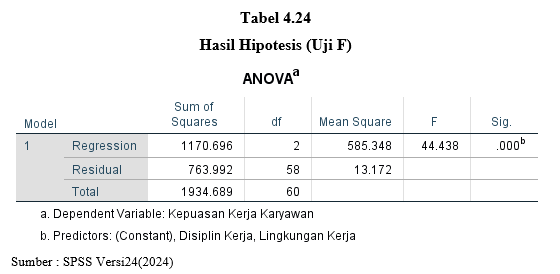 Tabel 4.24
Hasil Hipotesis (Uji F)
ANOVAa
Model Sum of Squares df Mean Square F Sig.
1 Regression 1170.696 2 585.348 44.438 .000b
Residual 763.992 58 13.172
Total 1934.689 60
a. Dependent Variable: Kepuasan Kerja Karyawan
b. Predictors: (Constant), Disiplin Kerja, Lingkungan Kerja
Sumber : SPSS Versi24(2024)